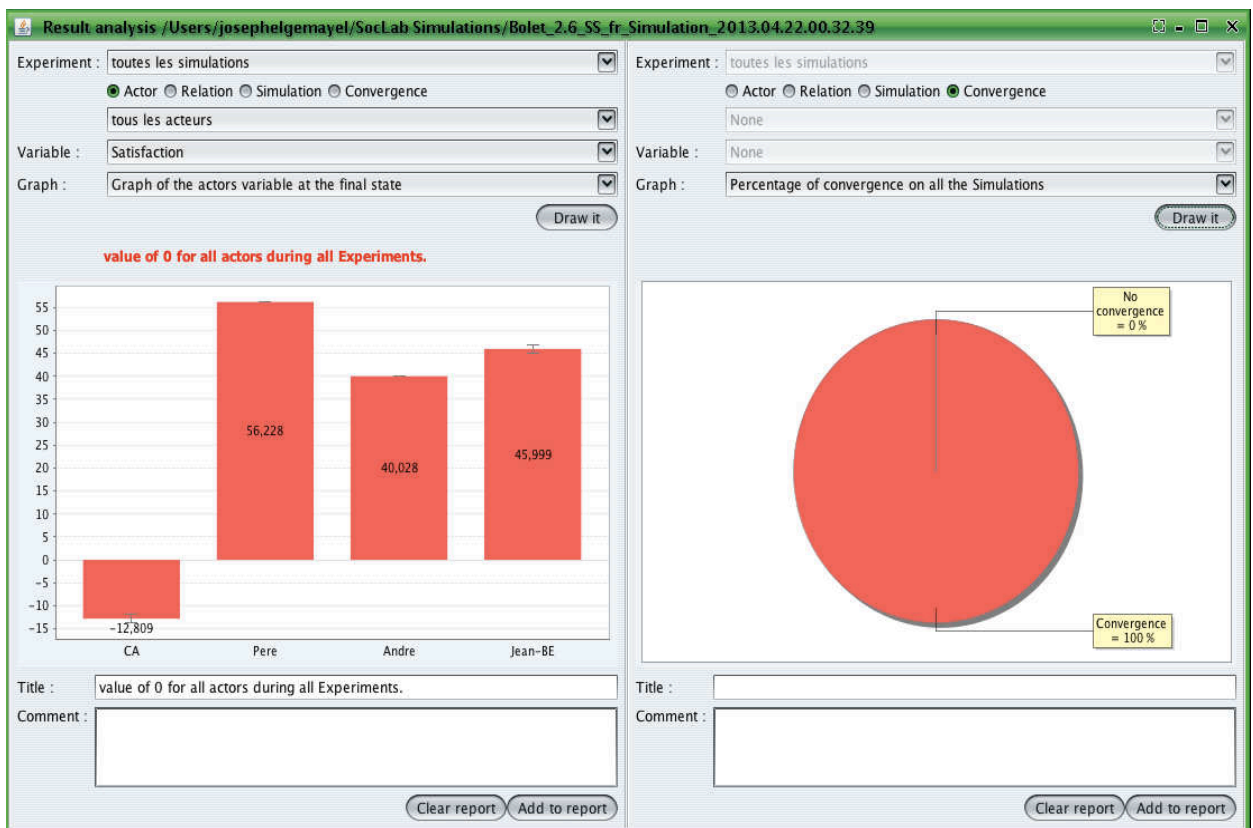 Result analysis /Users/josephelgemayel/SocLab Simulations/Bolet_2.6_SS_fr_Simulation_2013.04.22.00.32.39
Experiment : toutes les simulations
Actor Relation Simulation Convergence
tous les acteurs
Variable : Satisfaction
Graph : Graph of the actors variable at the final state
Draw it
value of 0 for all actors during all Experiments.
55
50
45
40
35
30
25
20
15
10
5
0
-5
-10
-15
56,228
40,028
45,999
-12,809
CA Pere Andre Jean-BE
Title : value of 0 for all actors during all Experiments.
Comment :
Clear report Add to report
Experiment : toutes les simulations
Actor Relation Simulation Convergence
None
Variable : None
Graph : Percentage of convergence on all the Simulations
Draw it
No
convergence
= 0 %
Convergence
= 100 %
Title :
Comment :
Clear report Add to report